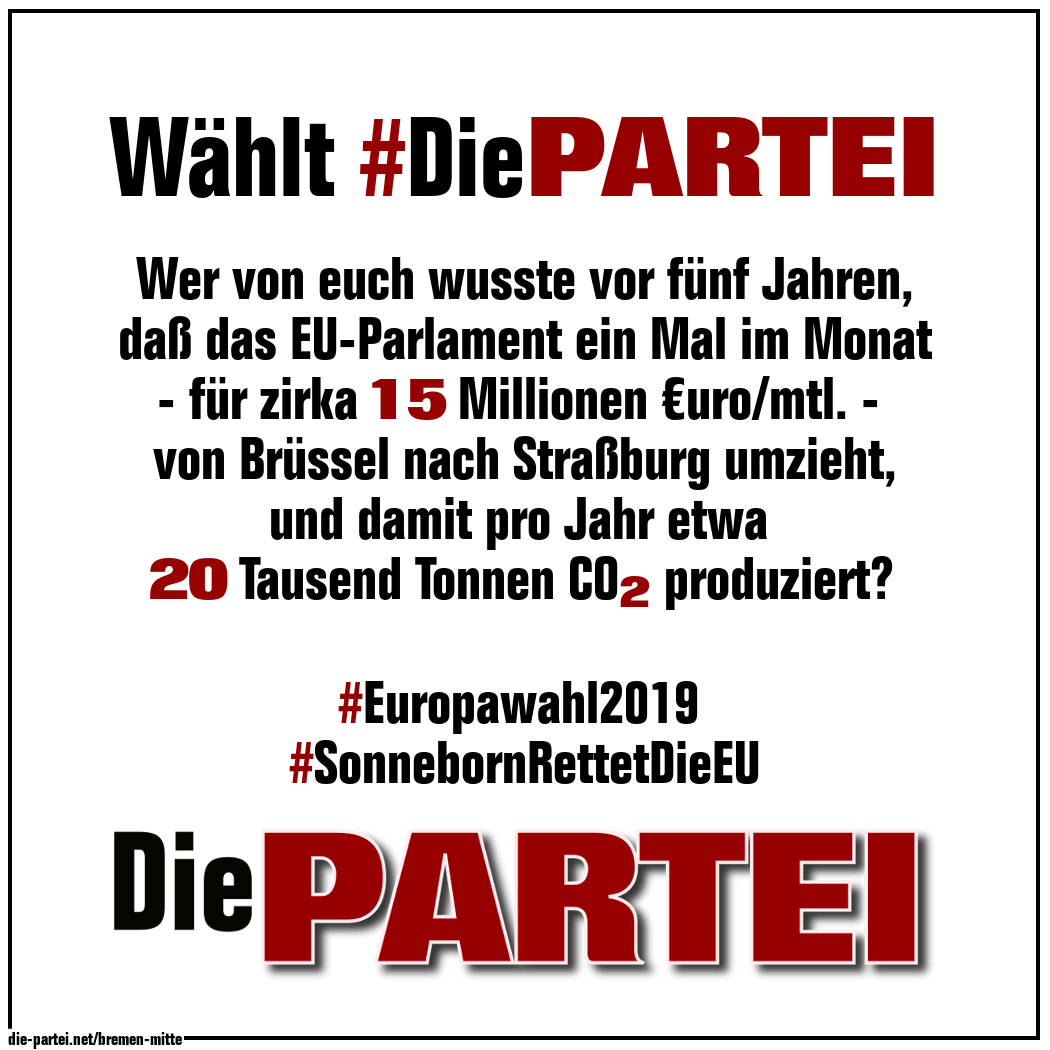 Wählt #DiePARTEI
Wer von euch wusste vor fünf Jahren,
daß das EU-Parlament ein Mal im Monat
- für zirka 15 Millionen €uro/mtl. -
von Brüssel nach Straßburg umzieht,
und damit pro Jahr etwa
20 Tausend Tonnen CO₂ produziert?
#Europawahl2019
#SonnebornRettetDieEU
Die PARTEI
die-partei.net/bremen-mitte